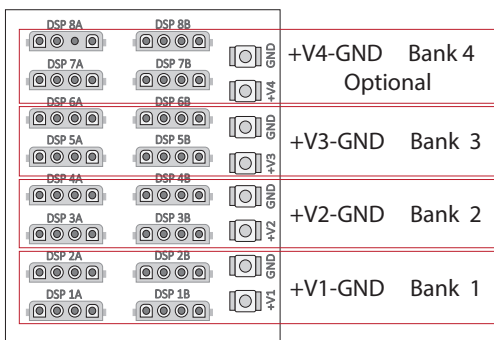 DSP 8A DSP 8B
GND
+V4-GND Bank 4
Optional
DSP 7A DSP 7B
+V4
DSP 6A DSP 6B
GND
+V3-GND Bank 3
DSP 5A DSP 5B
+V3
DSP 4A DSP 4B
GND
+V2-GND Bank 2
DSP 3A DSP 3B
+V2
DSP 2A DSP 2B
GND
+V1-GND Bank 1
DSP 1A DSP 1B
+V1